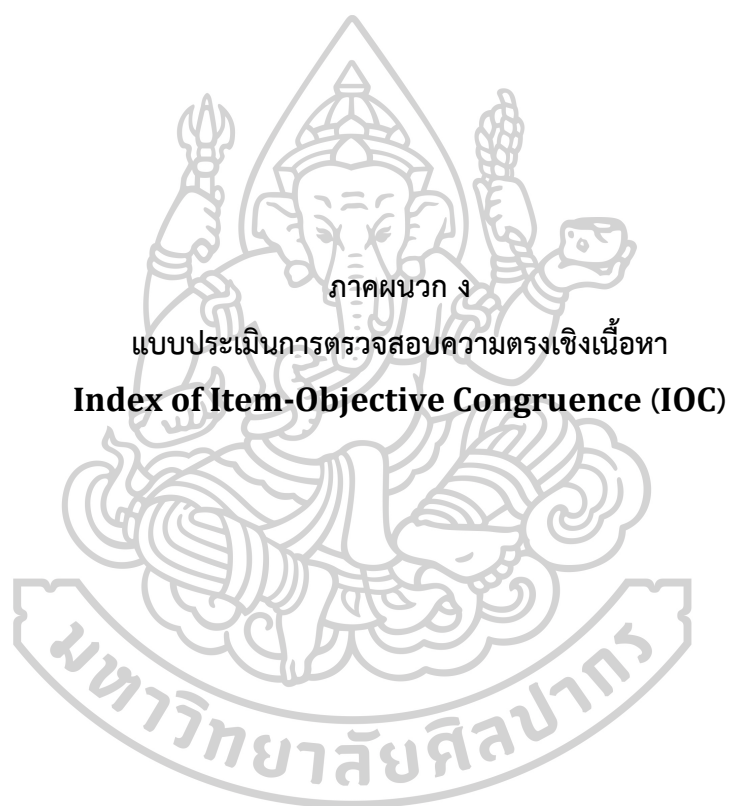 ภาคผนวก ง
แบบประเมินการตรวจสอบความตรงเชิงเนื้อหา
Index of Item-Objective Congruence (IOC)
มหาวิทยาลัยศิลปากร